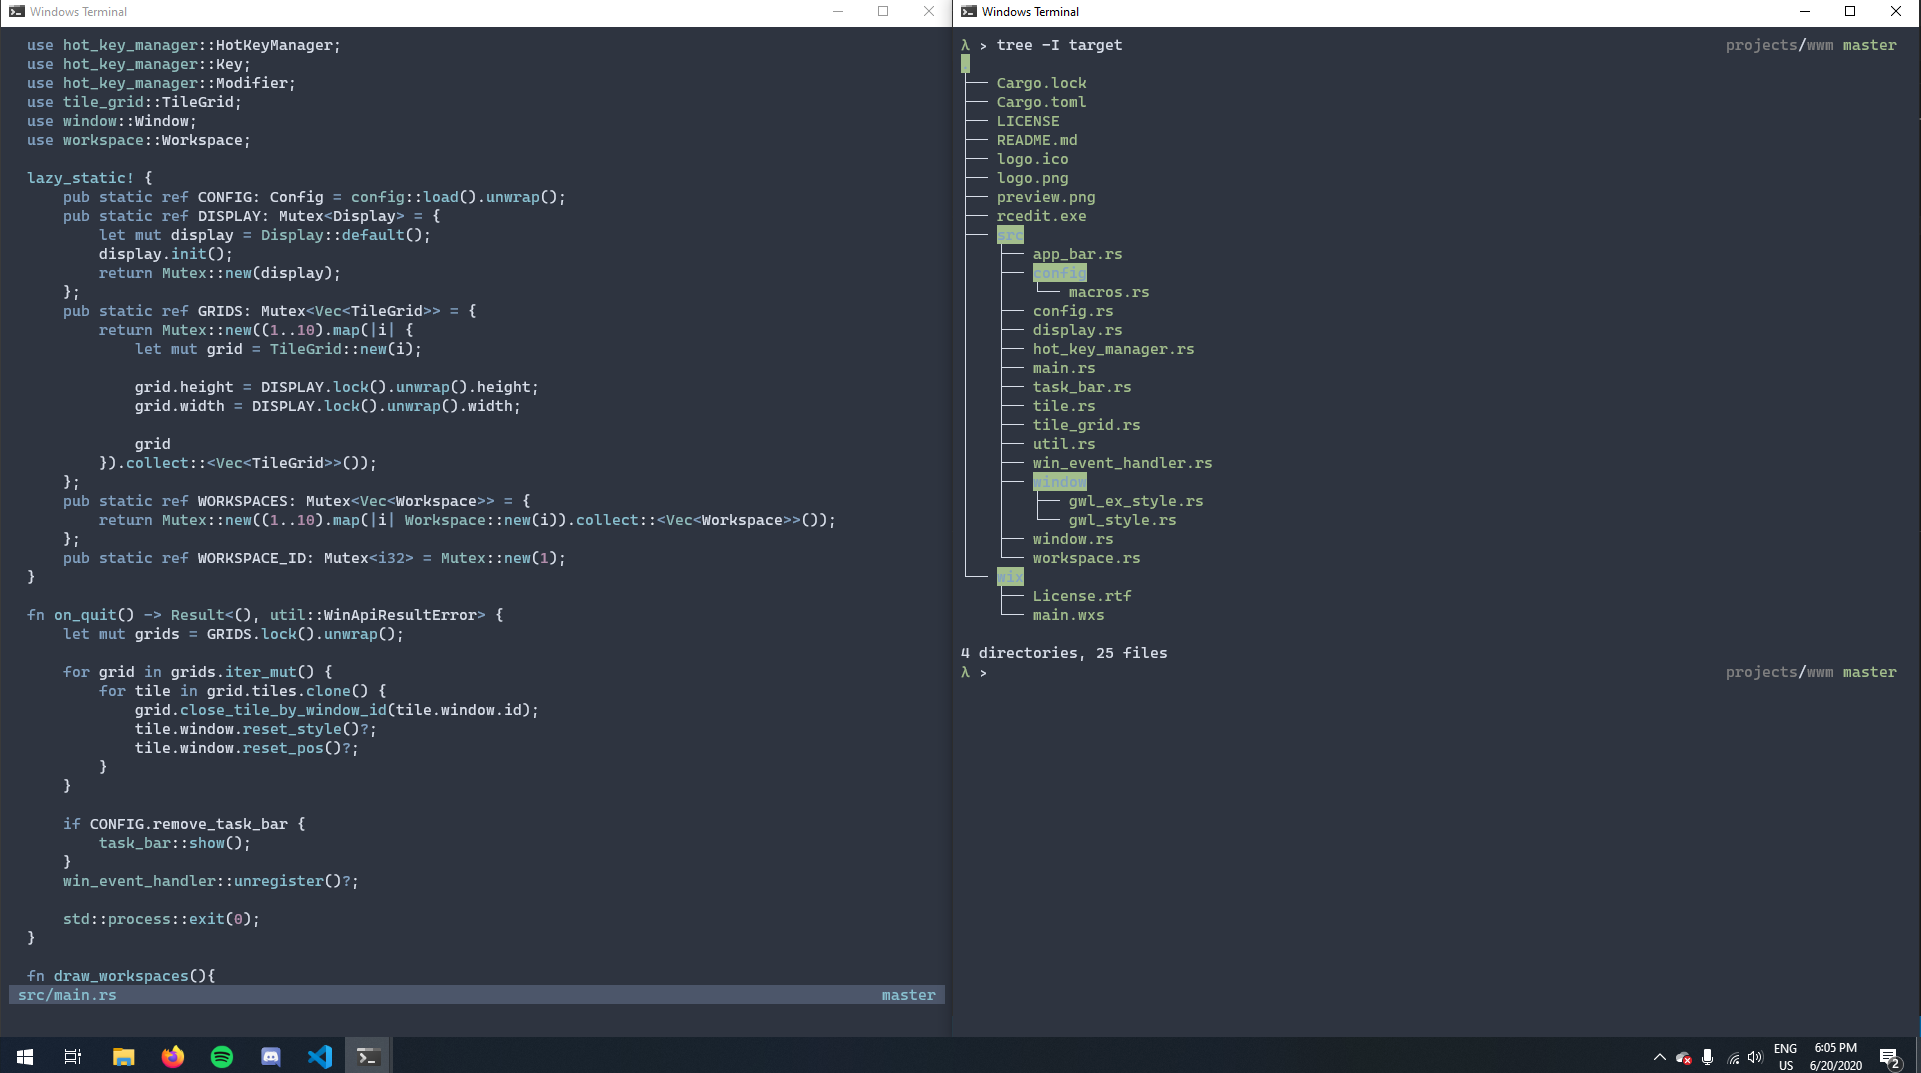 Windows Terminal
use hot_key_manager::HotKeyManager;
use hot_key_manager::Key;
use hot_key_manager::Modifier;
use tile_grid::TileGrid;
use window::Window;
use workspace::Workspace;
lazy_static! {
    pub static ref CONFIG: Config = config::load().unwrap();
    pub static ref DISPLAY: Mutex<Display> = {
        let mut display = Display::default();
        display.init();
        return Mutex::new(display);
    };
    pub static ref GRIDS: Mutex<Vec<TileGrid>> = {
        return Mutex::new((1..10).map(|i| {
            let mut grid = TileGrid::new(i);
            grid.height = DISPLAY.lock().unwrap().height;
            grid.width = DISPLAY.lock().unwrap().width;
            grid
        }).collect::<Vec<TileGrid>>());
    };
    pub static ref WORKSPACES: Mutex<Vec<Workspace>> = {
        return Mutex::new((1..10).map(|i| Workspace::new(i)).collect::<Vec<Workspace>>());
    };
    pub static ref WORKSPACE_ID: Mutex<i32> = Mutex::new(1);
}
fn on_quit() -> Result<(), util::WinApiResultError> {
    let mut grids = GRIDS.lock().unwrap();
    for grid in grids.iter_mut() {
        for tile in grid.tiles.clone() {
            grid.close_tile_by_window_id(tile.window.id);
            tile.window.reset_style()?;
            tile.window.reset_pos()?;
        }
    }
    if CONFIG.remove_task_bar {
        task_bar::show();
    }
    win_event_handler::unregister()?;
    std::process::exit(0);
}
fn draw_workspaces(){
src/main.rs master
Windows Terminal
λ > tree -I target projects/wwm master
.
├── Cargo.lock
├── Cargo.toml
├── LICENSE
├── README.md
├── logo.ico
├── logo.png
├── preview.png
├── rcedit.exe
├── src
│   ├── app_bar.rs
│   ├── config
│   │   └── macros.rs
│   ├── config.rs
│   ├── display.rs
│   ├── hot_key_manager.rs
│   ├── main.rs
│   ├── task_bar.rs
│   ├── tile.rs
│   ├── tile_grid.rs
│   ├── util.rs
│   ├── win_event_handler.rs
│   ├── window
│   │   ├── gwl_ex_style.rs
│   │   └── gwl_style.rs
│   ├── window.rs
│   └── workspace.rs
└── wix
    ├── License.rtf
    └── main.wxs
4 directories, 25 files
λ > projects/wwm master
ENG
US
6:05 PM
6/20/2020
2